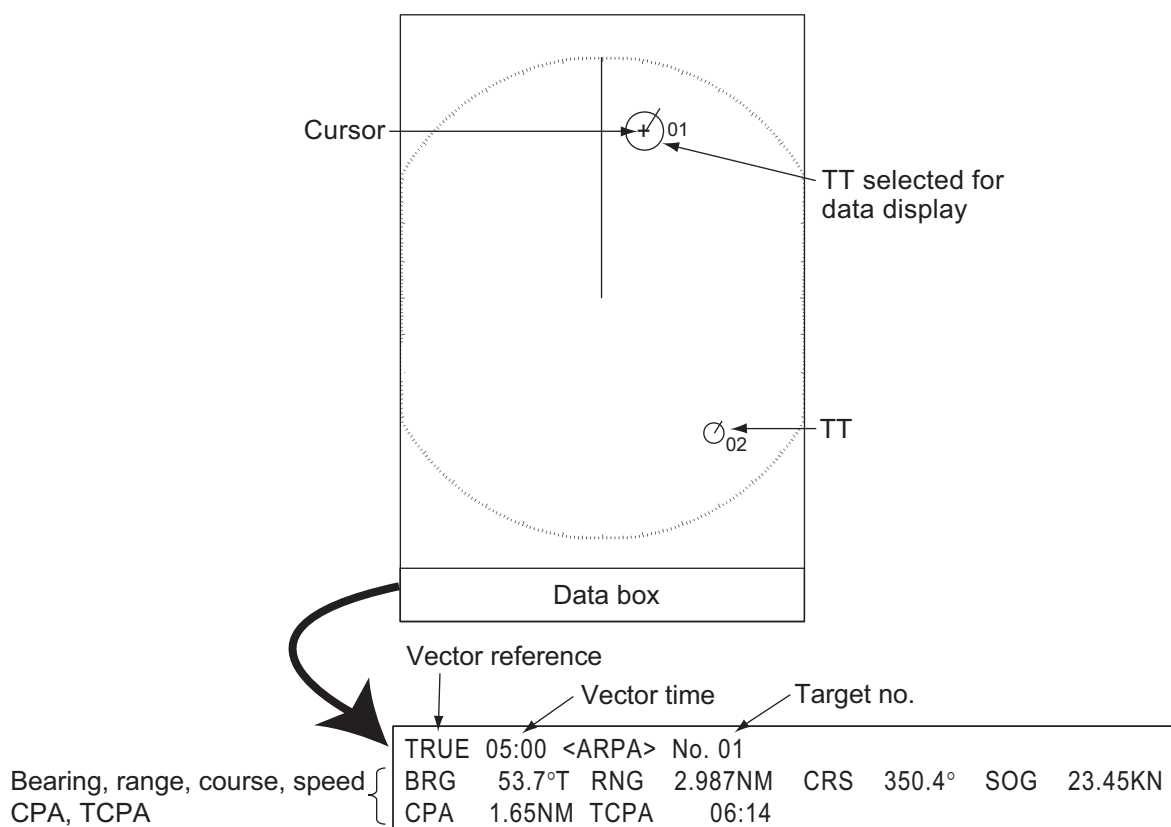 Cursor
01
TT selected for
data display
02
TT
Data box
Vector reference
Vector time
Target no.
TRUE 05:00 <ARPA> No. 01
Bearing, range, course, speed
CPA, TCPA
BRG 53.7°T RNG 2.987NM CRS 350.4° SOG 23.45KN
CPA 1.65NM TCPA 06:14